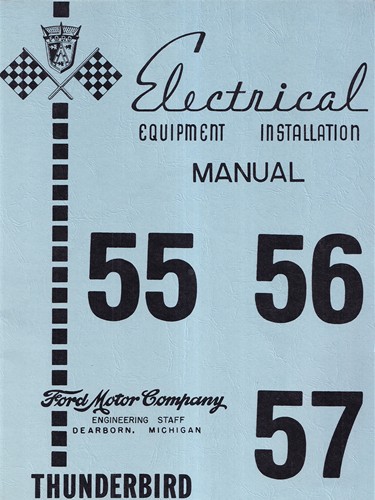 Electrical
EQUIPMENT INSTALLATION
MANUAL
55 56
Ford Motor Company
ENGINEERING STAFF
DEARBORN, MICHIGAN
57
THUNDERBIRD